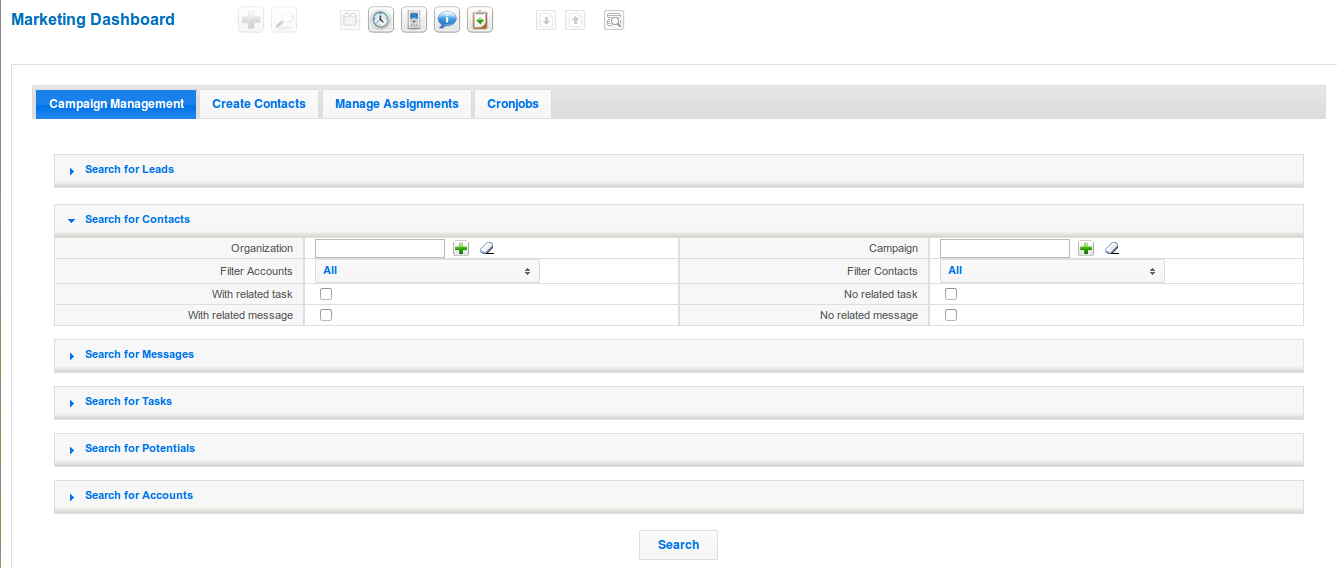 Marketing Dashboard
Campaign Management Create Contacts Manage Assignments Cronjobs
Search for Leads
Search for Contacts
Organization Campaign
Filter Accounts All Filter Contacts All
With related task No related task
With related message No related message
Search for Messages
Search for Tasks
Search for Potentials
Search for Accounts
Search